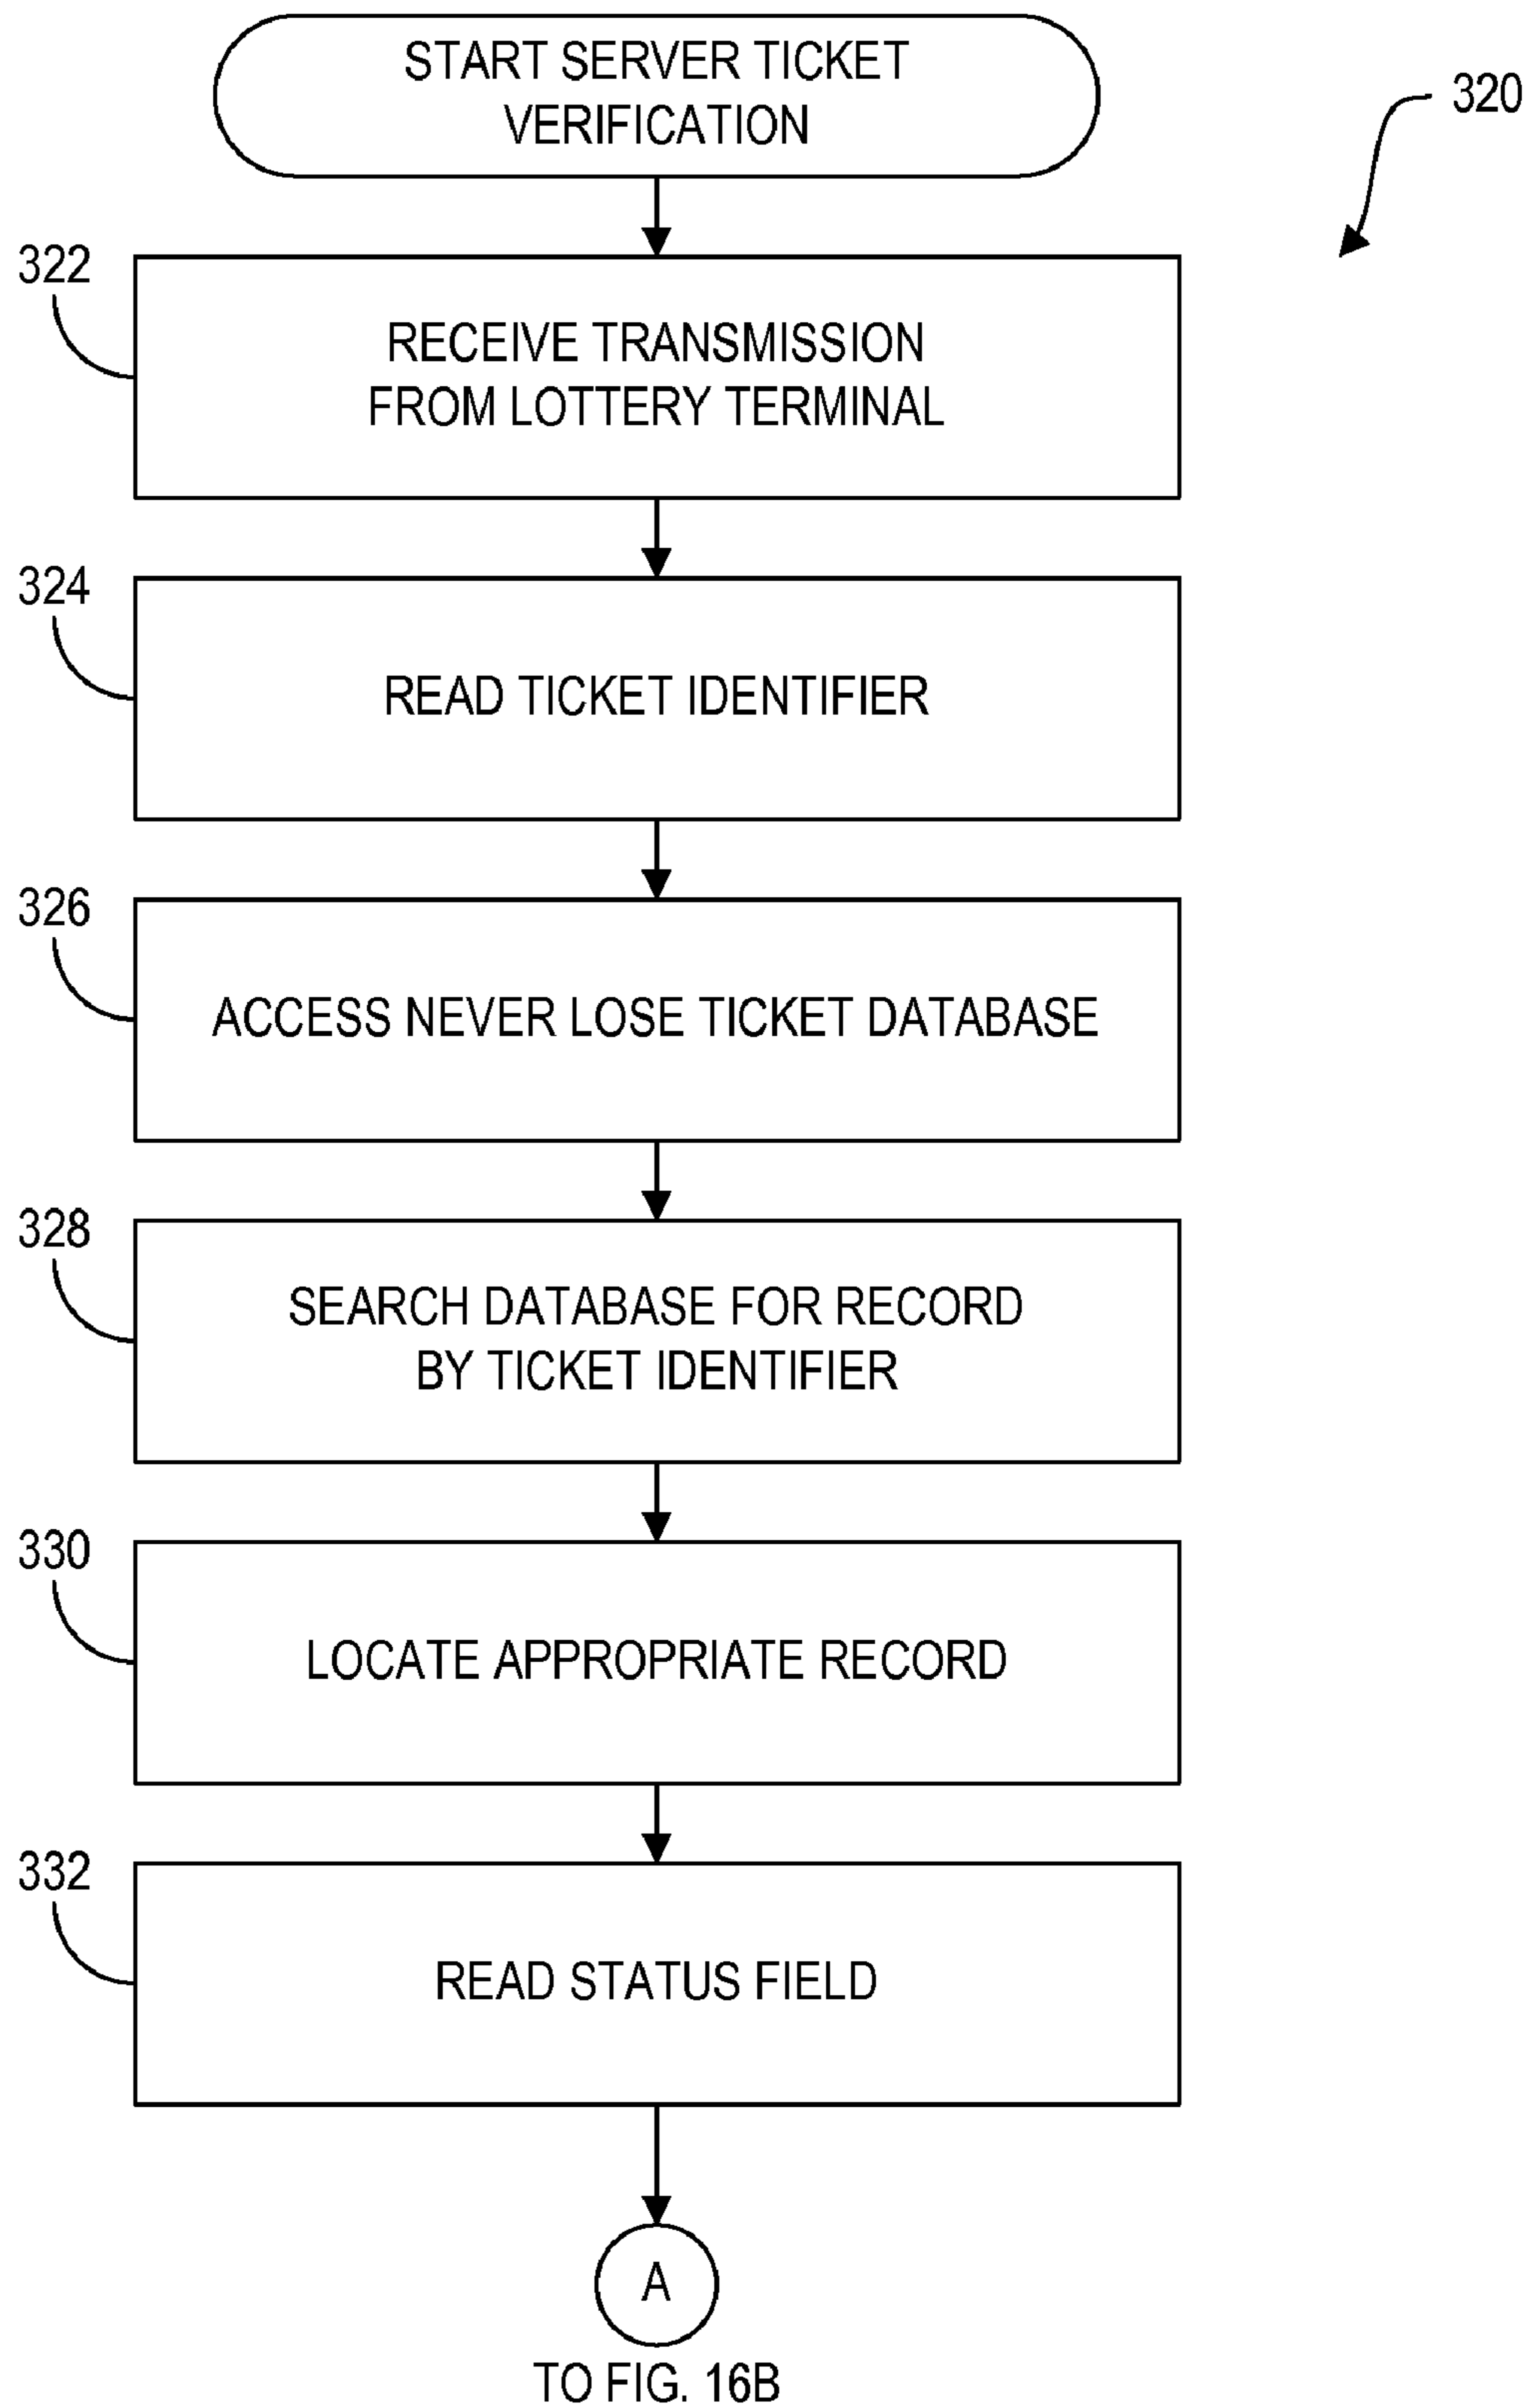 START SERVER TICKET
VERIFICATION
320
322
RECEIVE TRANSMISSION
FROM LOTTERY TERMINAL
324
READ TICKET IDENTIFIER
326
ACCESS NEVER LOSE TICKET DATABASE
328
SEARCH DATABASE FOR RECORD
BY TICKET IDENTIFIER
330
LOCATE APPROPRIATE RECORD
332
READ STATUS FIELD
A
TO FIG. 16B